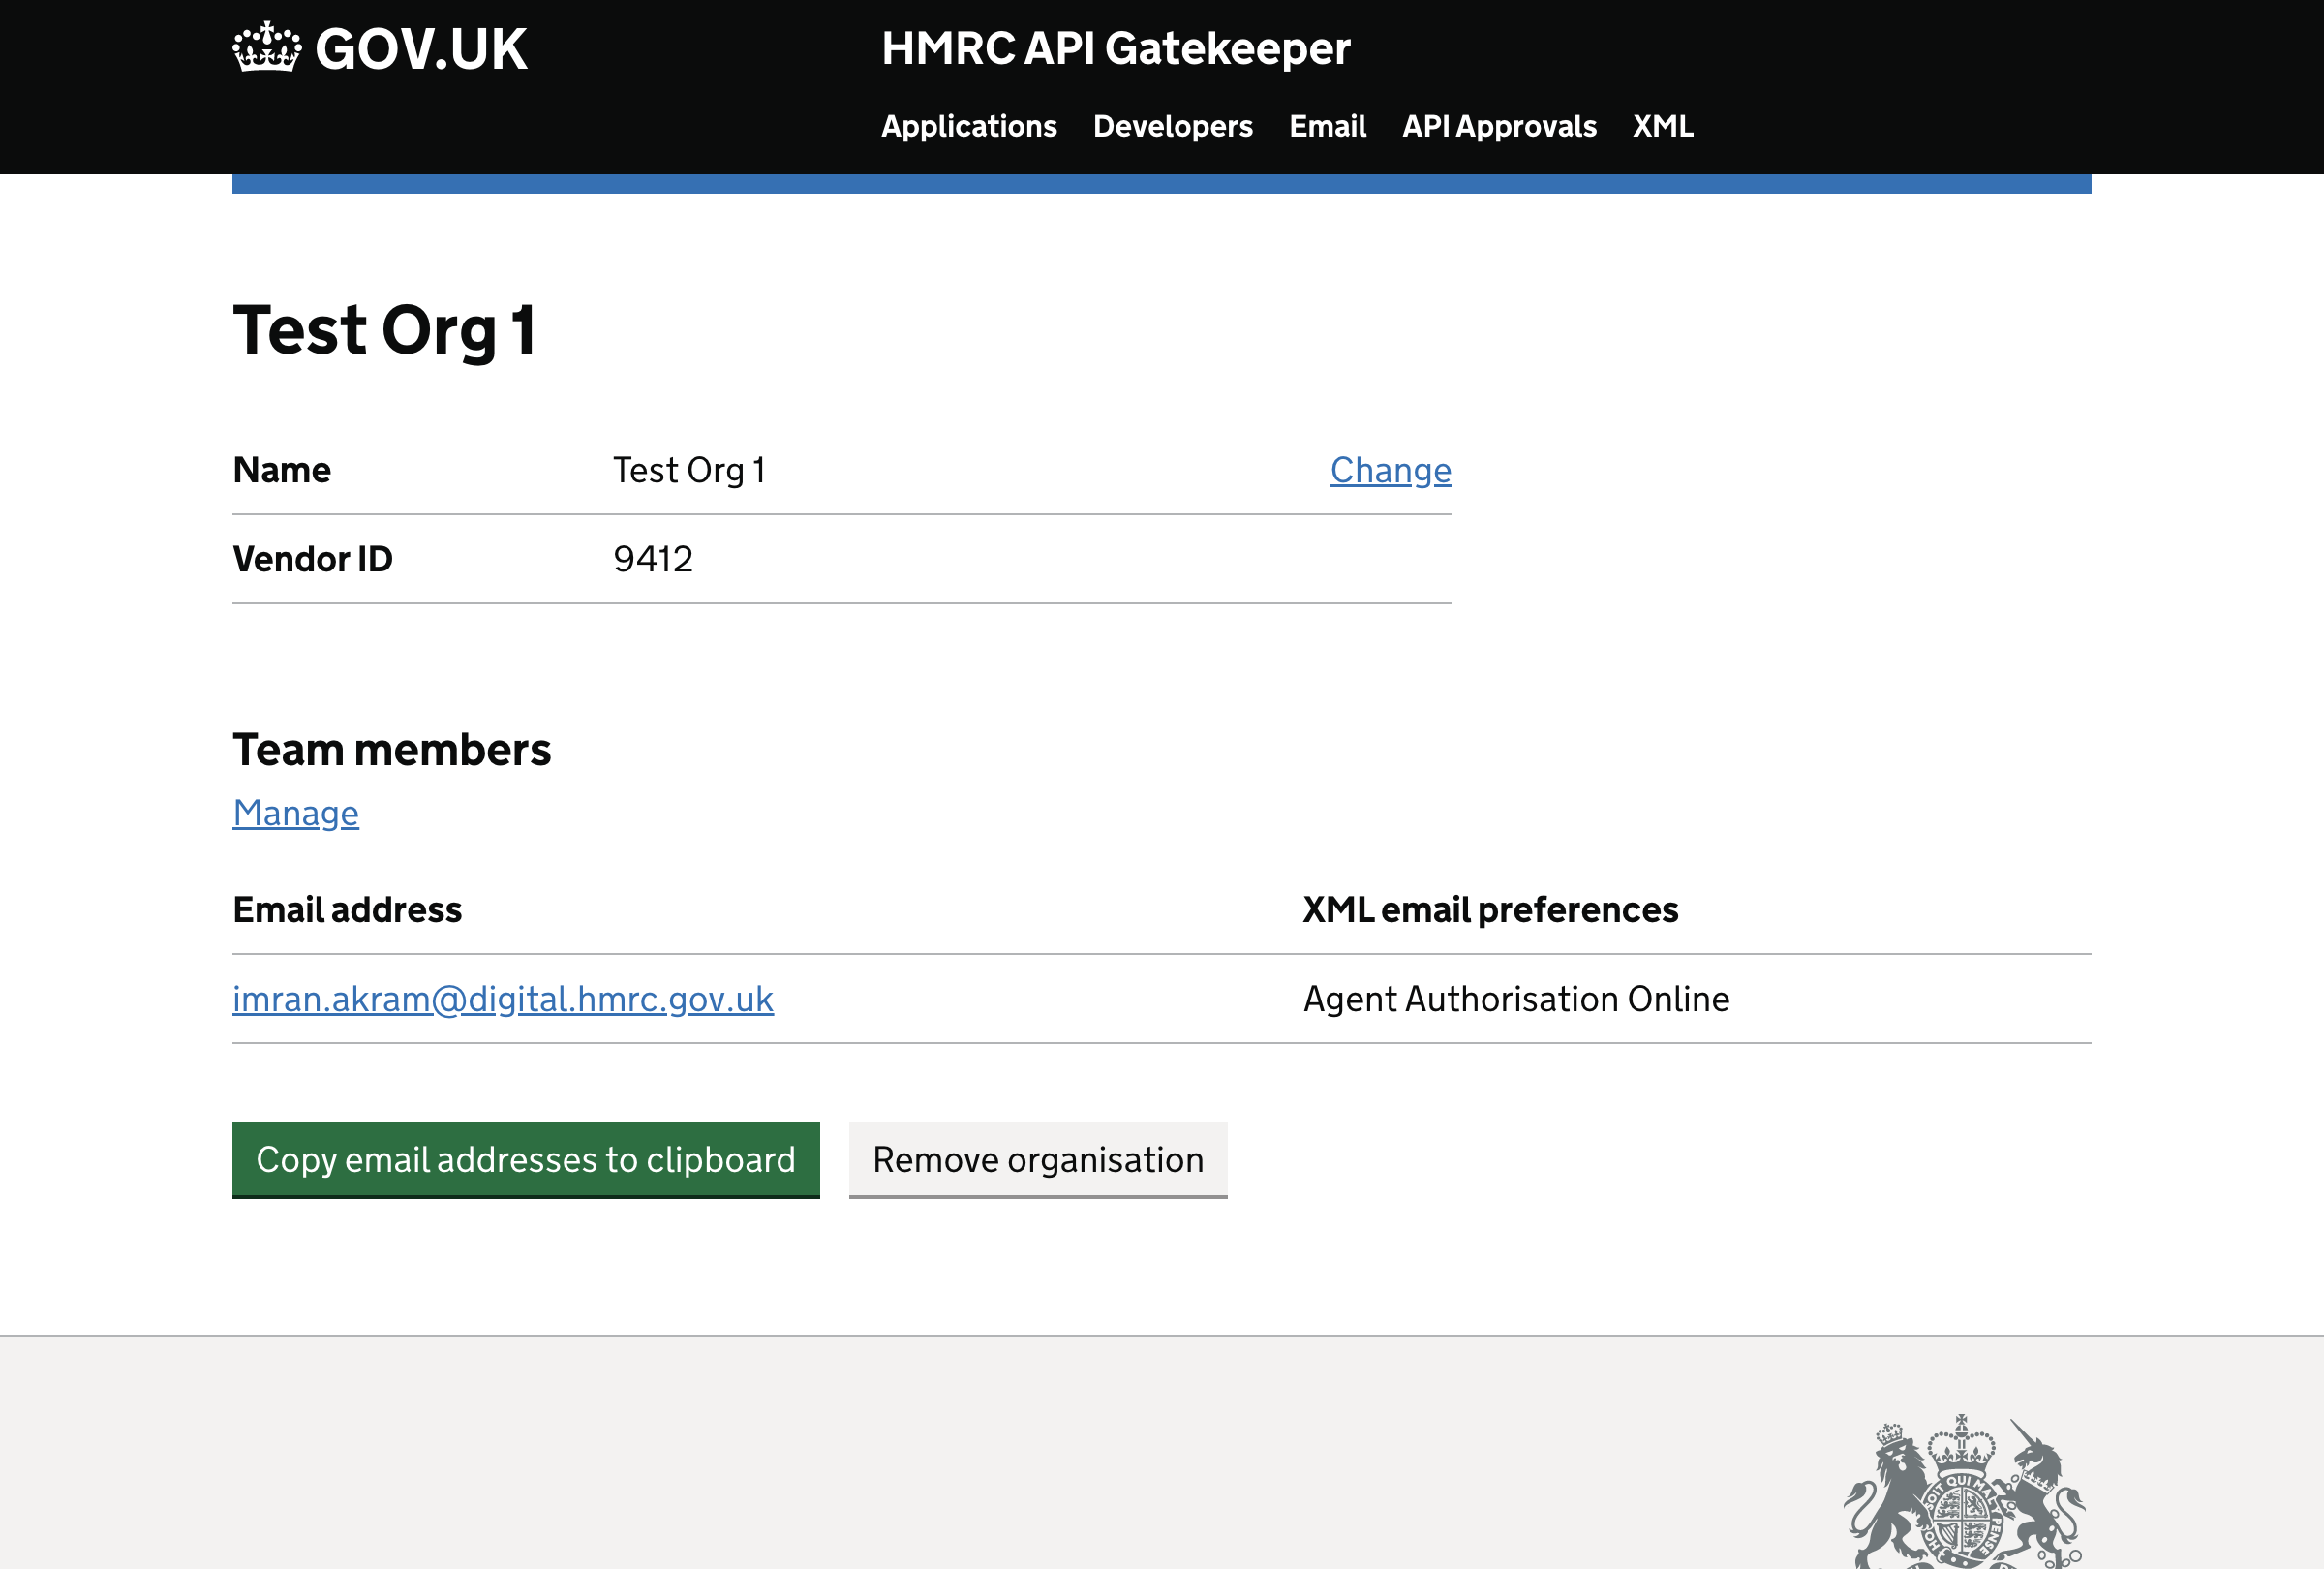 GOV.UK
HMRC API Gatekeeper
Applications Developers Email API Approvals XML
Test Org 1
Name Test Org 1 Change
Vendor ID 9412
Team members
Manage
Email address XML email preferences
imran.akram@digital.hmrc.gov.uk Agent Authorisation Online
Copy email addresses to clipboard Remove organisation